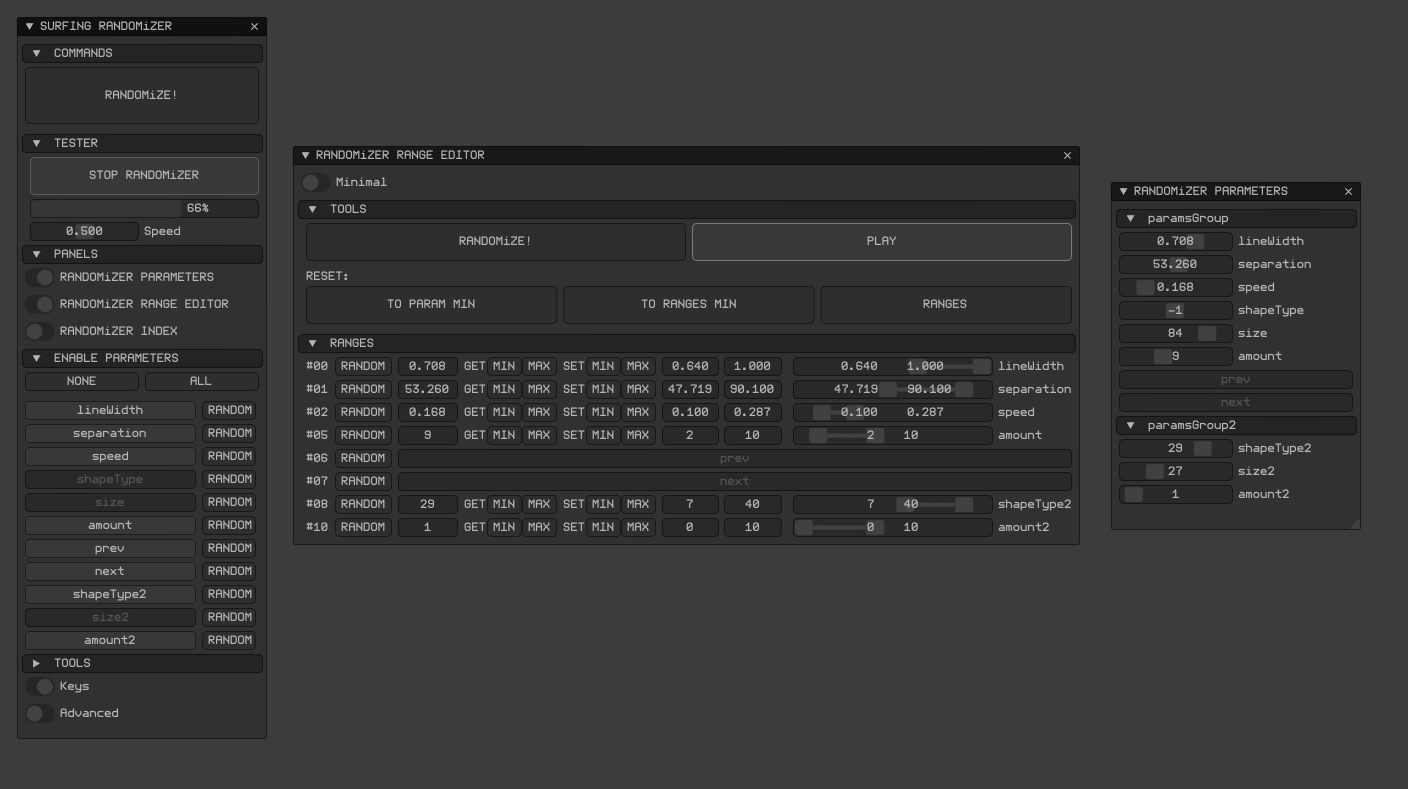 SURFING RANDOMiZER
COMMANDS
RANDOMiZE!
TESTER
STOP RANDOMiZER
66%
0.500 Speed
PANELS
RANDOMiZER PARAMETERS
RANDOMiZER RANGE EDITOR
RANDOMiZER INDEX
ENABLE PARAMETERS
NONE ALL
lineWidth RANDOM
separation RANDOM
speed RANDOM
shapeType RANDOM
size RANDOM
amount RANDOM
prev RANDOM
next RANDOM
shapeType2 RANDOM
size2 RANDOM
amount2 RANDOM
TOOLS
Keys
Advanced
RANDOMiZER RANGE EDITOR
Minimal
TOOLS
RANDOMiZE! PLAY
RESET:
TO PARAM MIN TO RANGES MIN RANGES
RANGES
#00 RANDOM 0.708 GET MIN MAX SET MIN MAX 0.640 1.000 0.640 1.000 lineWidth
#01 RANDOM 53.260 GET MIN MAX SET MIN MAX 47.719 90.100 47.719 90.100 separation
#02 RANDOM 0.168 GET MIN MAX SET MIN MAX 0.100 0.287 0.100 0.287 speed
#05 RANDOM 9 GET MIN MAX SET MIN MAX 2 10 2 10 amount
#06 RANDOM prev
#07 RANDOM next
#08 RANDOM 29 GET MIN MAX SET MIN MAX 7 40 7 40 shapeType2
#10 RANDOM 1 GET MIN MAX SET MIN MAX 0 10 0 10 amount2
RANDOMiZER PARAMETERS
paramsGroup
0.708 lineWidth
53.260 separation
0.168 speed
-1 shapeType
84 size
9 amount
prev
next
paramsGroup2
29 shapeType2
27 size2
1 amount2